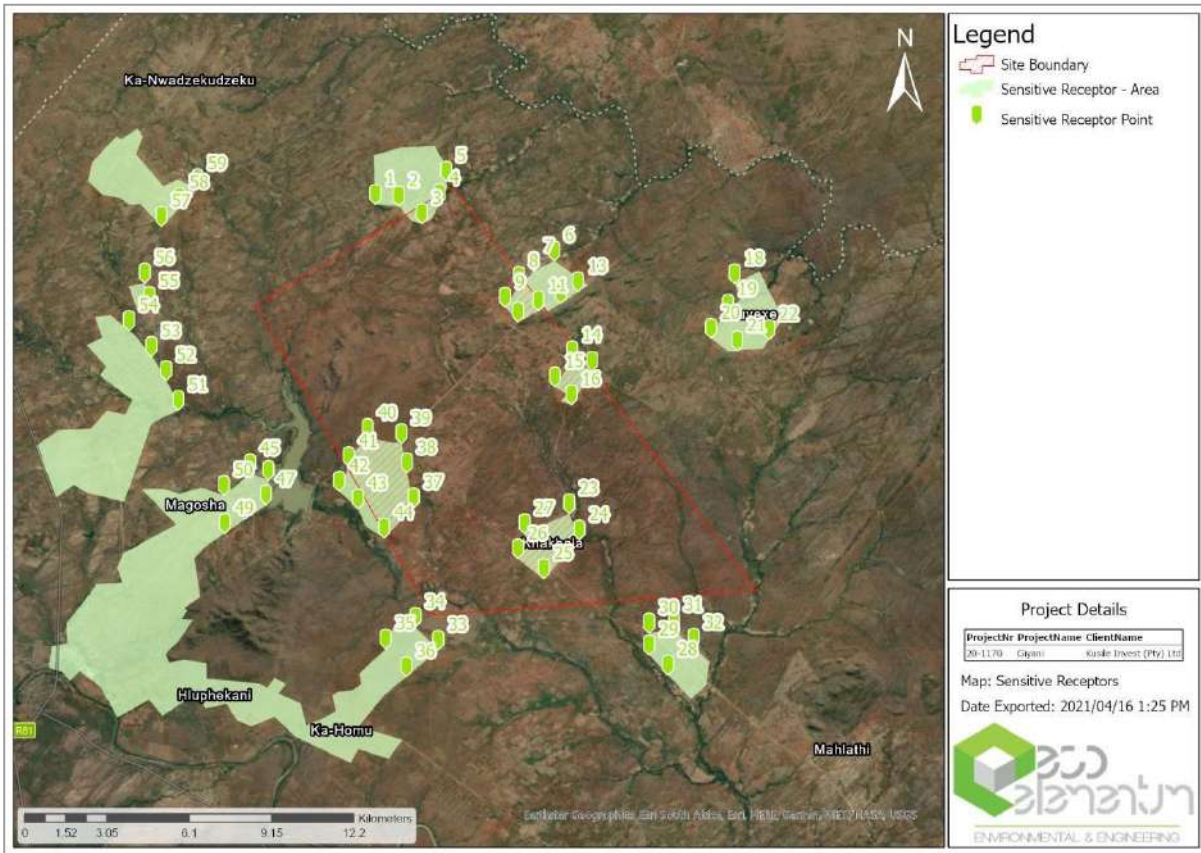 Legend
Site Boundary
Sensitive Receptor - Area
Sensitive Receptor Point
N
Ka-Nwadzekudzeku
59
58
57
5
4
1
2
3
6
7
8
13
9
11
18
19
56
55
54
20
22
21
53
14
52
15
16
51
40
39
41
38
45
42
50
47
37
43
Magosha
49
44
23
27
24
26
Khakhala
25
34
30
31
35
33
29
32
36
28
Hluphekani
Ka-Homu
R81
Mahlathi
Kilometers
0 1.52 3.05 6.1 9.15 12.2
Project Details
ProjectNr ProjectName ClientName
20-1170 Giyani Kusile Invest (Pty) Ltd
Map: Sensitive Receptors
Date Exported: 2021/04/16 1:25 PM
eco
elementum
ENVIRONMENTAL & ENGINEERING